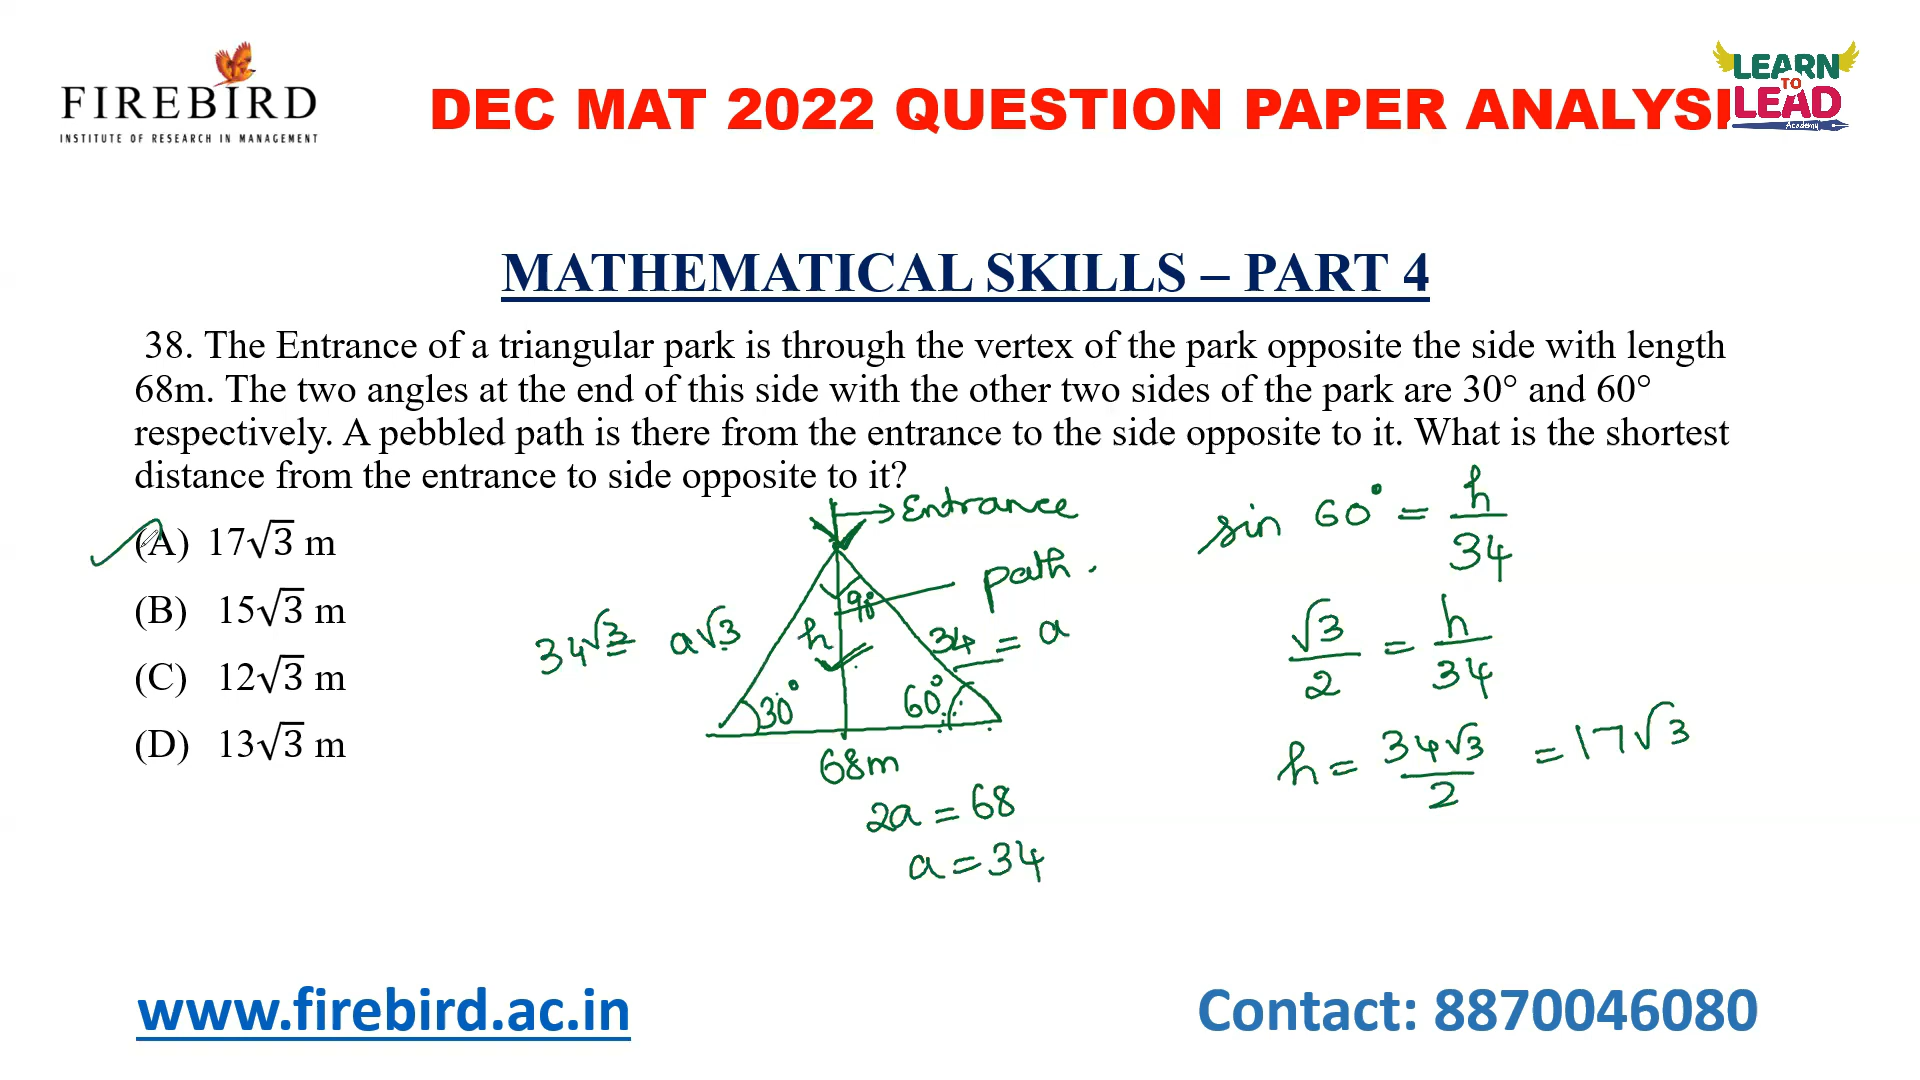 FIREBIRD
INSTITUTE OF RESEARCH IN MANAGEMENT
DEC MAT 2022 QUESTION PAPER ANALYSI
LEARN
TO
LEAD
Academy
MATHEMATICAL SKILLS – PART 4
38. The Entrance of a triangular park is through the vertex of the park opposite the side with length
68m. The two angles at the end of this side with the other two sides of the park are 30° and 60°
respectively. A pebbled path is there from the entrance to the side opposite to it. What is the shortest
distance from the entrance to side opposite to it?
(A) 17√3 m
(B) 15√3 m
(C) 12√3 m
(D) 13√3 m
Entrance
path.
90°
h
34 = a
34√3 a√3
30° 60°
68m
2a = 68
a = 34
sin 60° = h/34
√3/2 = h/34
h = 34√3/2 = 17√3
www.firebird.ac.in
Contact: 8870046080